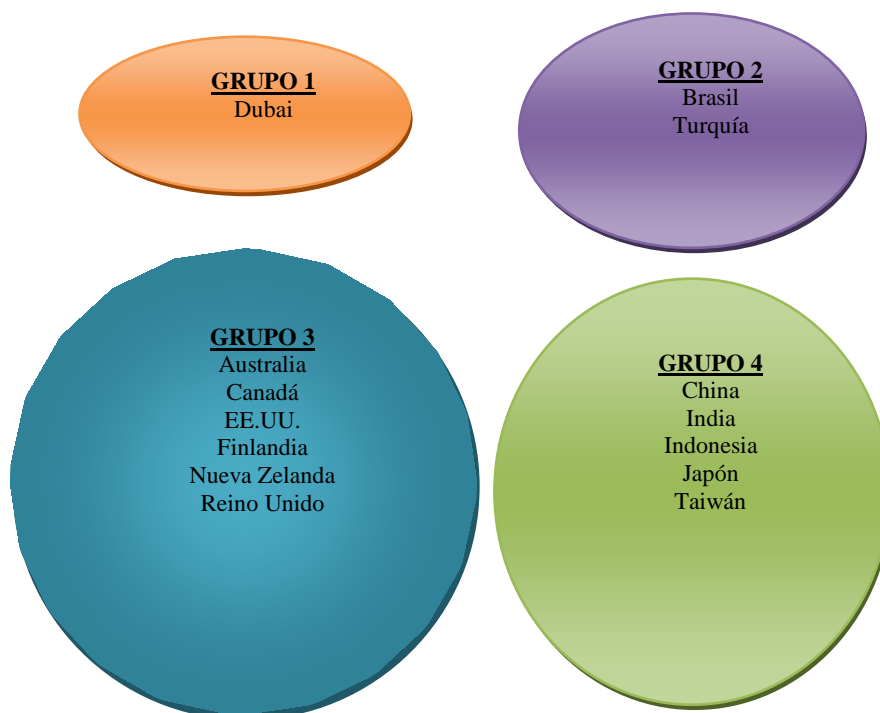 GRUPO 1
Dubai
GRUPO 2
Brasil
Turquía
GRUPO 3
Australia
Canadá
EE.UU.
Finlandia
Nueva Zelanda
Reino Unido
GRUPO 4
China
India
Indonesia
Japón
Taiwán